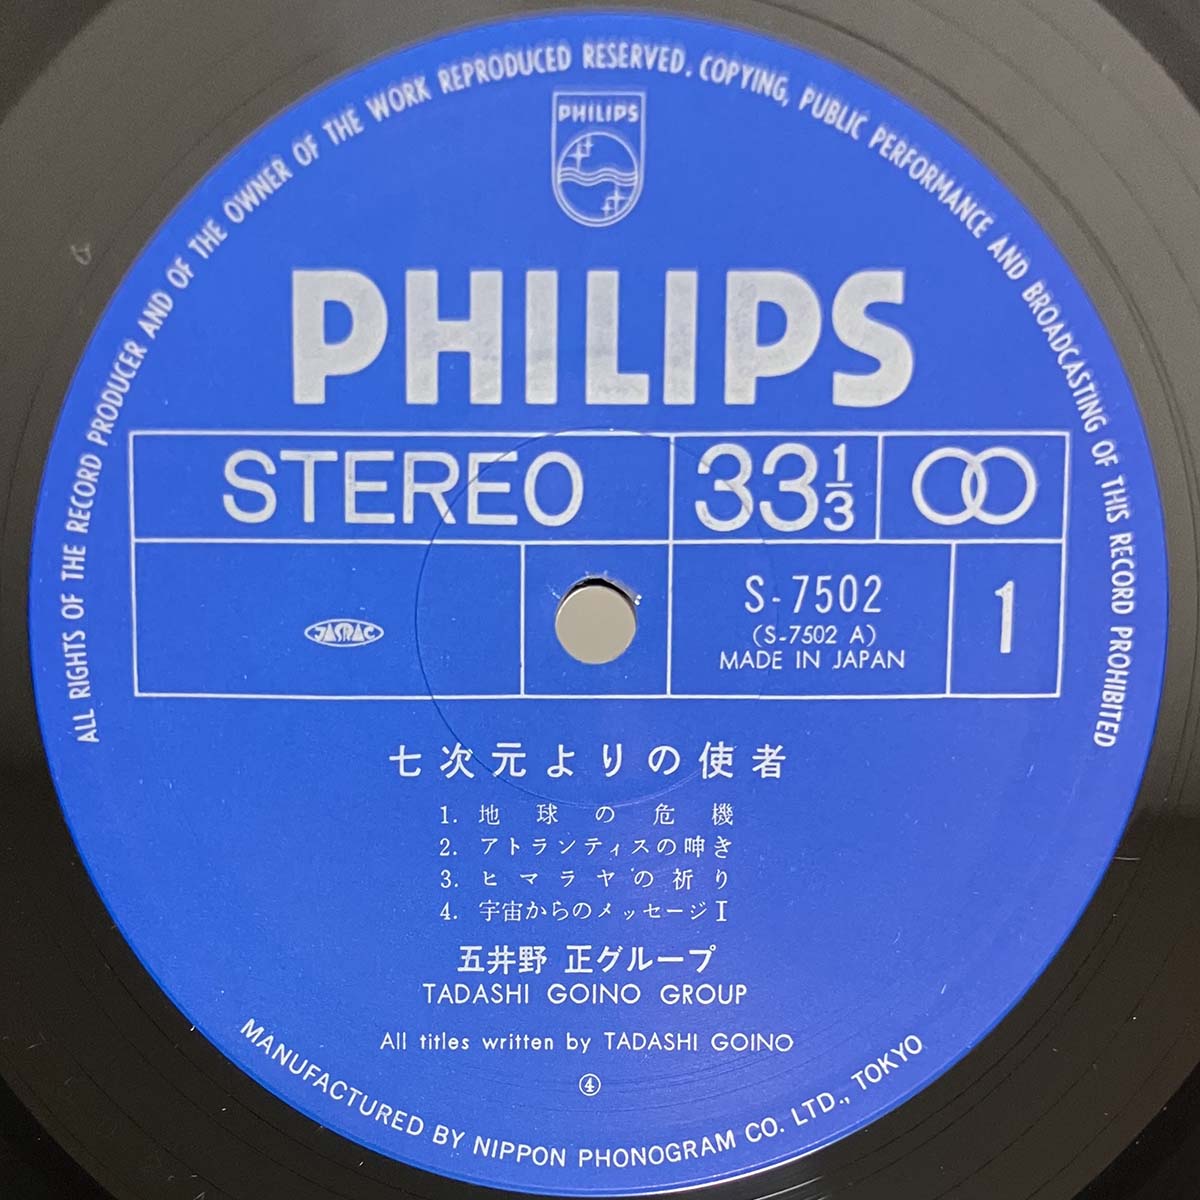 ALL RIGHTS OF THE RECORD PRODUCER AND OF THE OWNER OF THE WORK REPRODUCED RESERVED. COPYING, PUBLIC PERFORMANCE AND BROADCASTING OF THIS RECORD PROHIBITED
PHILIPS
PHILIPS
STEREO 33 1/3
JASRAC
S-7502
(S-7502 A)
MADE IN JAPAN
1
七次元よりの使者
1. 地球の危機
2. アトランティスの呻き
3. ヒマラヤの祈り
4. 宇宙からのメッセージⅠ
五井野 正グループ
TADASHI GOINO GROUP
All titles written by TADASHI GOINO
④
MANUFACTURED BY NIPPON PHONOGRAM CO. LTD., TOKYO